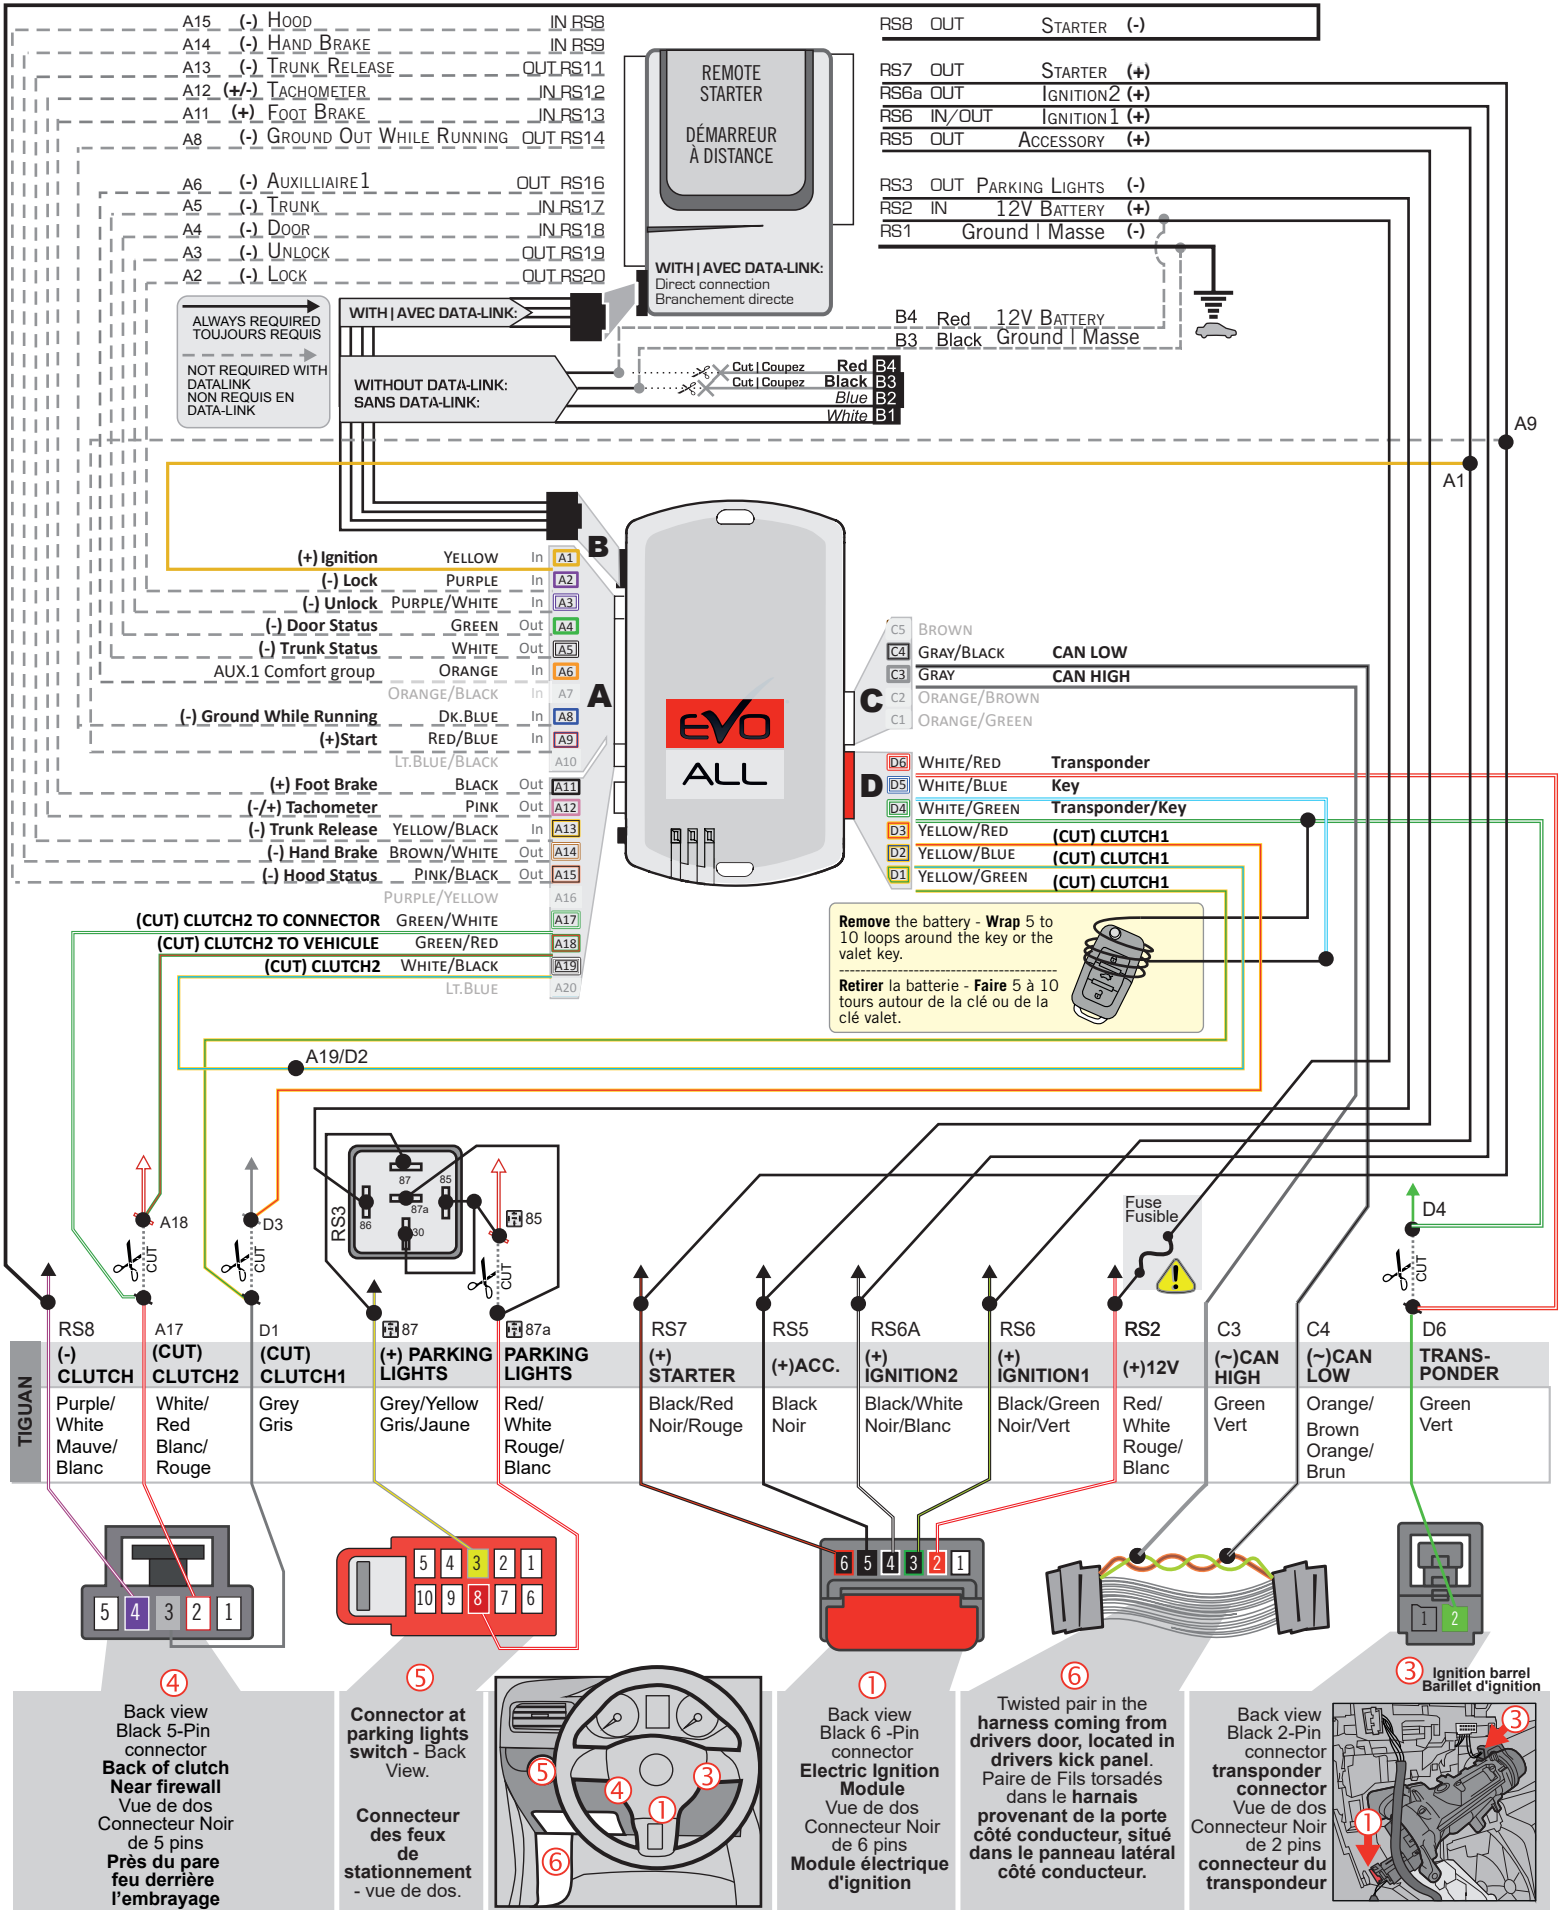 A15 (-) HOOD IN RS8
A14 (-) HAND BRAKE IN RS9
A13 (-) TRUNK RELEASE OUT RS11
A12 (+/-) TACHOMETER IN RS12
A11 (+) FOOT BRAKE IN RS13
A8 (-) GROUND OUT WHILE RUNNING OUT RS14
A6 (-) AUXILLIAIRE1 OUT RS16
A5 (-) TRUNK IN RS17
A4 (-) DOOR IN RS18
A3 (-) UNLOCK OUT RS19
A2 (-) LOCK OUT RS20
REMOTE
STARTER
DÉMARREUR
À DISTANCE
WITH | AVEC DATA-LINK:
Direct connection
Branchement directe
RS8 OUT STARTER (-)
RS7 OUT STARTER (+)
RS6a OUT IGNITION2 (+)
RS6 IN/OUT IGNITION1 (+)
RS5 OUT ACCESSORY (+)
RS3 OUT PARKING LIGHTS (-)
RS2 IN 12V BATTERY (+)
RS1 Ground | Masse (-)
ALWAYS REQUIRED
TOUJOURS REQUIS
NOT REQUIRED WITH
DATALINK
NON REQUIS EN
DATA-LINK
WITH | AVEC DATA-LINK:
WITHOUT DATA-LINK:
SANS DATA-LINK:
B4 Red 12V BATTERY
B3 Black Ground | Masse
Cut | Coupez Red B4
Cut | Coupez Black B3
Blue B2
White B1
A9
A1
B
A
C
D
(+) Ignition YELLOW In A1
(-) Lock PURPLE In A2
(-) Unlock PURPLE/WHITE In A3
(-) Door Status GREEN Out A4
(-) Trunk Status WHITE Out A5
AUX.1 Comfort group ORANGE In A6
ORANGE/BLACK In A7
(-) Ground While Running DK.BLUE In A8
(+)Start RED/BLUE In A9
LT.BLUE/BLACK A10
(+) Foot Brake BLACK Out A11
(-/+) Tachometer PINK Out A12
(-) Trunk Release YELLOW/BLACK In A13
(-) Hand Brake BROWN/WHITE Out A14
(-) Hood Status PINK/BLACK Out A15
PURPLE/YELLOW A16
(CUT) CLUTCH2 TO CONNECTOR GREEN/WHITE A17
(CUT) CLUTCH2 TO VEHICULE GREEN/RED A18
(CUT) CLUTCH2 WHITE/BLACK A19
LT.BLUE A20
EVO
ALL
C5 BROWN
C4 GRAY/BLACK CAN LOW
C3 GRAY CAN HIGH
C2 ORANGE/BROWN
C1 ORANGE/GREEN
D6 WHITE/RED Transponder
D5 WHITE/BLUE Key
D4 WHITE/GREEN Transponder/Key
D3 YELLOW/RED (CUT) CLUTCH1
D2 YELLOW/BLUE (CUT) CLUTCH1
D1 YELLOW/GREEN (CUT) CLUTCH1
Remove the battery - Wrap 5 to
10 loops around the key or the
valet key.
Retirer la batterie - Faire 5 à 10
tours autour de la clé ou de la
clé valet.
A19/D2
A18
CUT
D3
CUT
RS3
87
87a
85
86
30
85
CUT
87
87a
Fuse
Fusible
D4
CUT
RS8 A17 D1 RS7 RS5 RS6A RS6 RS2 C3 C4 D6
TIGUAN
(-)
CLUTCH
(CUT)
CLUTCH2
(CUT)
CLUTCH1
(+) PARKING
LIGHTS
PARKING
LIGHTS
(+)
STARTER
(+)ACC.
(+)
IGNITION2
(+)
IGNITION1
(+)12V
(~)CAN
HIGH
(~)CAN
LOW
TRANS-
PONDER
Purple/
White
Mauve/
Blanc
White/
Red
Blanc/
Rouge
Grey
Gris
Grey/Yellow
Gris/Jaune
Red/
White
Rouge/
Blanc
Black/Red
Noir/Rouge
Black
Noir
Black/White
Noir/Blanc
Black/Green
Noir/Vert
Red/
White
Rouge/
Blanc
Green
Vert
Orange/
Brown
Orange/
Brun
Green
Vert
5 4 3 2 1
5 4 3 2 1
10 9 8 7 6
6 5 4 3 2 1
1 2
4
Back view
Black 5-Pin
connector
Back of clutch
Near firewall
Vue de dos
Connecteur Noir
de 5 pins
Près du pare
feu derrière
l'embrayage
5
Connector at
parking lights
switch - Back
View.
Connecteur
des feux
de
stationnement
- vue de dos.
5
4
3
1
6
1
Back view
Black 6 -Pin
connector
Electric Ignition
Module
Vue de dos
Connecteur Noir
de 6 pins
Module électrique
d'ignition
6
Twisted pair in the
harness coming from
drivers door, located in
drivers kick panel.
Paire de Fils torsadés
dans le harnais
provenant de la porte
côté conducteur, situé
dans le panneau latéral
côté conducteur.
3 Ignition barrel
Barillet d'ignition
Back view
Black 2-Pin
connector
transponder
connector
Vue de dos
Connecteur Noir
de 2 pins
connecteur du
transpondeur
3
1